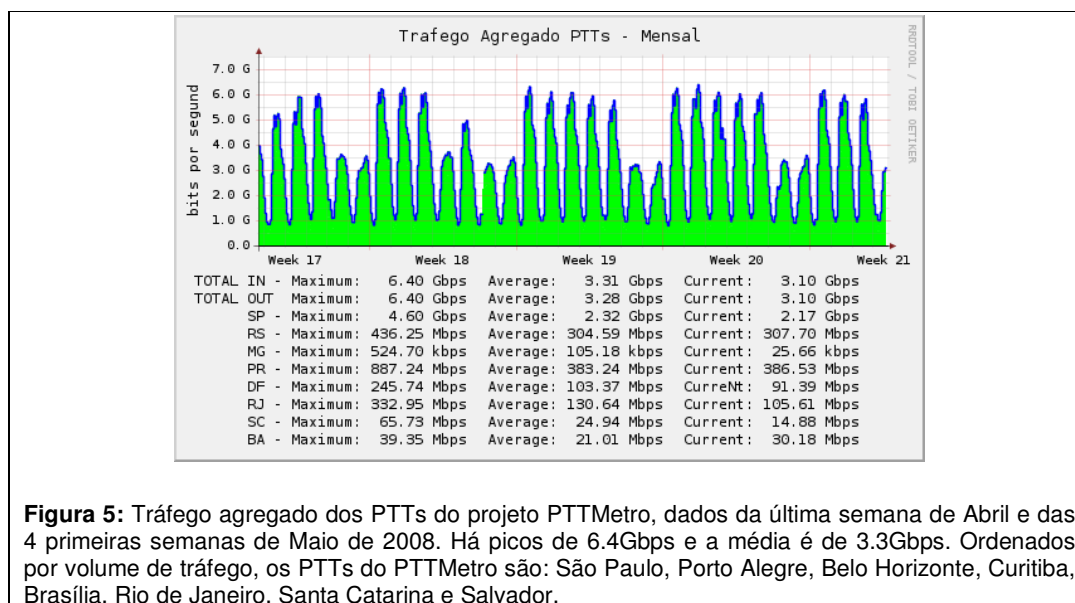 Trafego Agregado PTTs - Mensal
RRDTOOL / TOBI OETIKER
bits por segund
7.0 G
6.0 G
5.0 G
4.0 G
3.0 G
2.0 G
1.0 G
0.0
Week 17 Week 18 Week 19 Week 20 Week 21
TOTAL IN - Maximum: 6.40 Gbps Average: 3.31 Gbps Current: 3.10 Gbps
TOTAL OUT Maximum: 6.40 Gbps Average: 3.28 Gbps Current: 3.10 Gbps
SP - Maximum: 4.60 Gbps Average: 2.32 Gbps Current: 2.17 Gbps
RS - Maximum: 436.25 Mbps Average: 304.59 Mbps Current: 307.70 Mbps
MG - Maximum: 524.70 kbps Average: 105.18 kbps Current: 25.66 kbps
PR - Maximum: 887.24 Mbps Average: 383.24 Mbps Current: 386.53 Mbps
DF - Maximum: 245.74 Mbps Average: 103.37 Mbps CurreNt: 91.39 Mbps
RJ - Maximum: 332.95 Mbps Average: 130.64 Mbps Current: 105.61 Mbps
SC - Maximum: 65.73 Mbps Average: 24.94 Mbps Current: 14.88 Mbps
BA - Maximum: 39.35 Mbps Average: 21.01 Mbps Current: 30.18 Mbps
Figura 5: Tráfego agregado dos PTTs do projeto PTTMetro, dados da última semana de Abril e das
4 primeiras semanas de Maio de 2008. Há picos de 6.4Gbps e a média é de 3.3Gbps. Ordenados
por volume de tráfego, os PTTs do PTTMetro são: São Paulo, Porto Alegre, Belo Horizonte, Curitiba,
Brasília, Rio de Janeiro, Santa Catarina e Salvador.